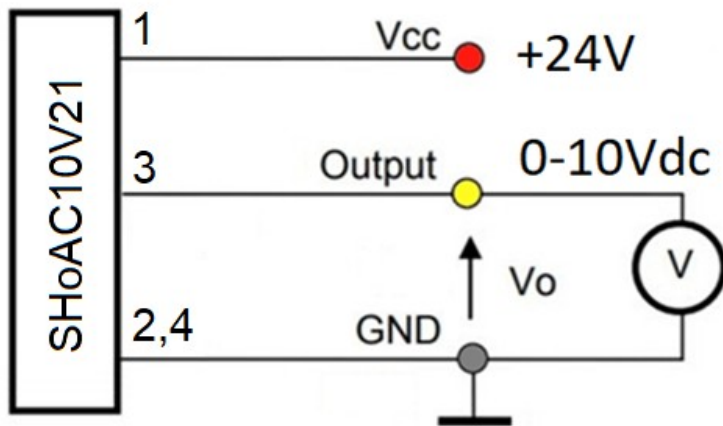 SHoAC10V21
1
Vcc
+24V
3
Output
0-10Vdc
Vo
V
2,4
GND